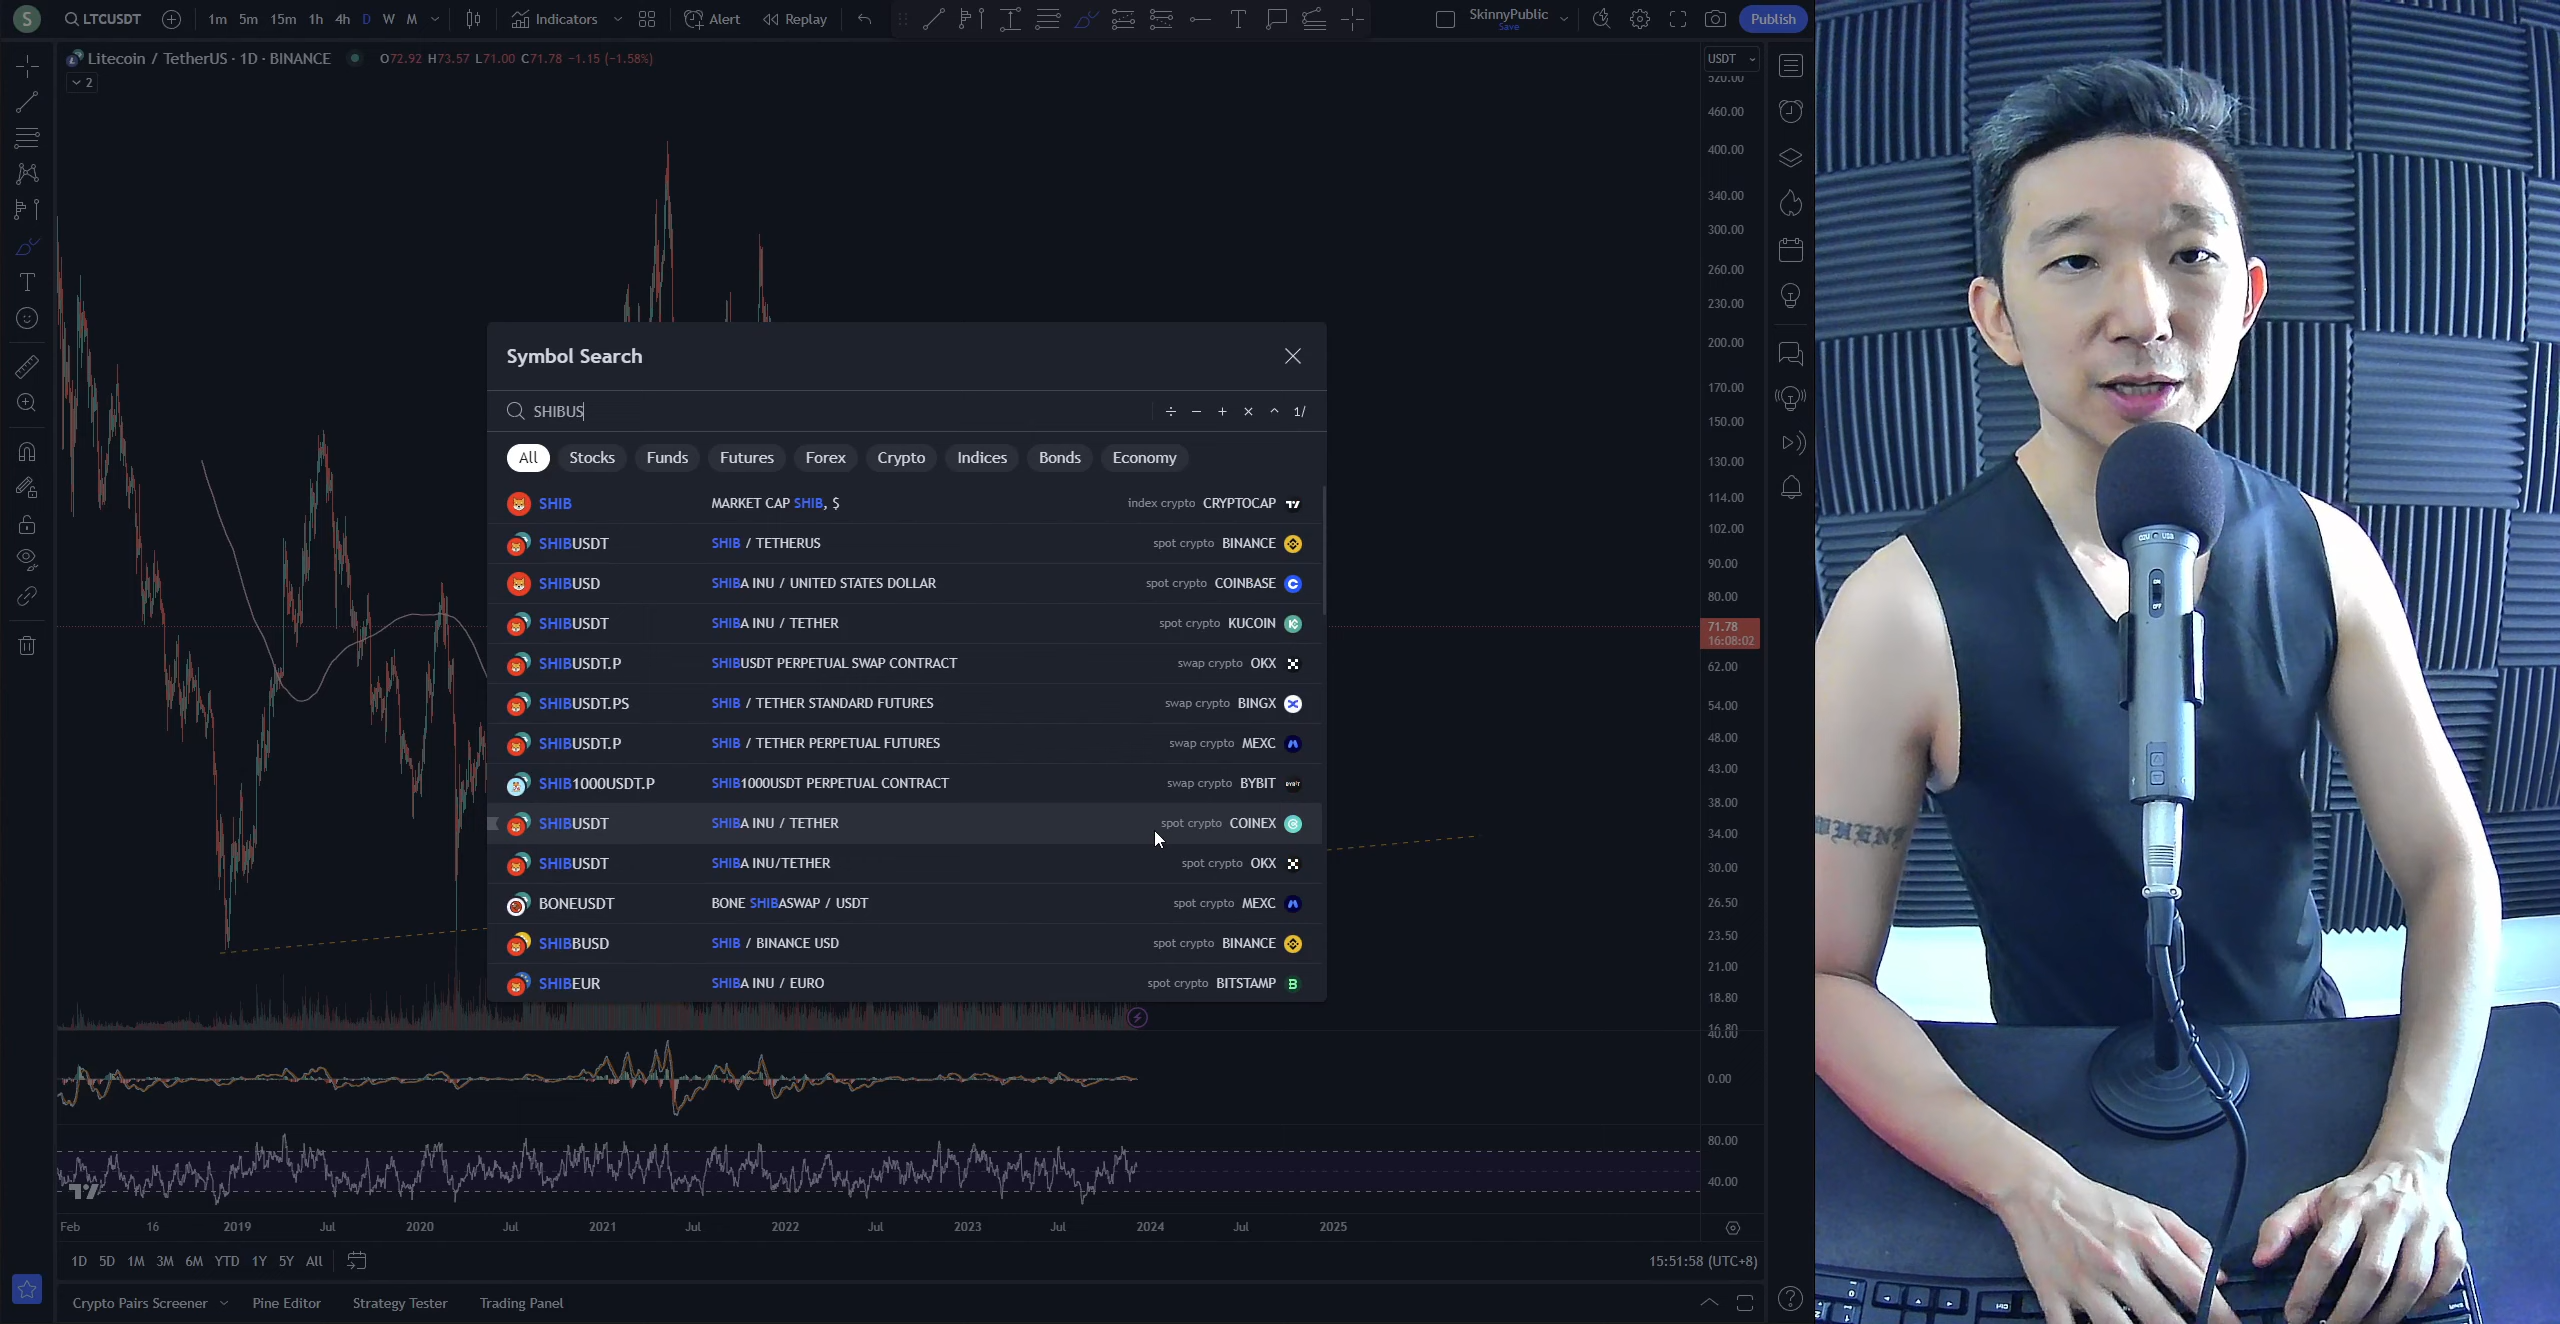 S LTCUSDT 1m 5m 15m 1h 4h D W M Indicators Alert Replay SkinnyPublic Save Publish
Litecoin / TetherUS · 1D · BINANCE O72.92 H73.57 L71.00 C71.78 −1.15 (−1.58%) USDT
2
520.00
460.00
400.00
340.00
300.00
260.00
230.00
200.00
170.00
150.00
130.00
114.00
102.00
90.00
80.00
71.78
16:08:02
62.00
54.00
48.00
43.00
38.00
34.00
30.00
26.50
23.50
21.00
18.80
16.80
40.00
0.00
80.00
40.00
Symbol Search
SHIBUS ÷ − + × ^ 1/
All Stocks Funds Futures Forex Crypto Indices Bonds Economy
SHIB MARKET CAP SHIB, $ index crypto CRYPTOCAP
SHIBUSDT SHIB / TETHERUS spot crypto BINANCE
SHIBUSD SHIBA INU / UNITED STATES DOLLAR spot crypto COINBASE
SHIBUSDT SHIBA INU / TETHER spot crypto KUCOIN
SHIBUSDT.P SHIBUSDT PERPETUAL SWAP CONTRACT swap crypto OKX
SHIBUSDT.PS SHIB / TETHER STANDARD FUTURES swap crypto BINGX
SHIBUSDT.P SHIB / TETHER PERPETUAL FUTURES swap crypto MEXC
SHIB1000USDT.P SHIB1000USDT PERPETUAL CONTRACT swap crypto BYBIT
SHIBUSDT SHIBA INU / TETHER spot crypto COINEX
SHIBUSDT SHIBA INU/TETHER spot crypto OKX
BONEUSDT BONE SHIBASWAP / USDT spot crypto MEXC
SHIBBUSD SHIB / BINANCE USD spot crypto BINANCE
SHIBEUR SHIBA INU / EURO spot crypto BITSTAMP
Feb 16 2019 Jul 2020 Jul 2021 Jul 2022 Jul 2023 Jul 2024 Jul 2025
1D 5D 1M 3M 6M YTD 1Y 5Y All 15:51:58 (UTC+8)
Crypto Pairs Screener Pine Editor Strategy Tester Trading Panel
ON
OFF